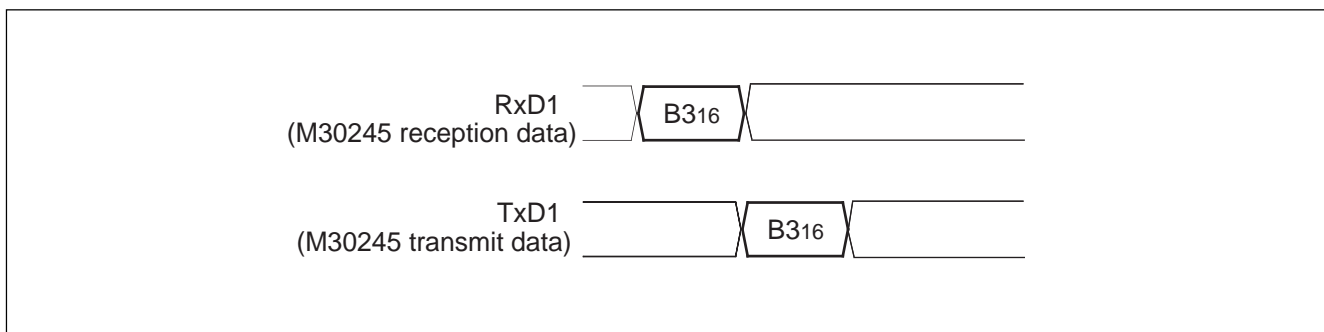 RxD1
(M30245 reception data)
B316
TxD1
(M30245 transmit data)
B316